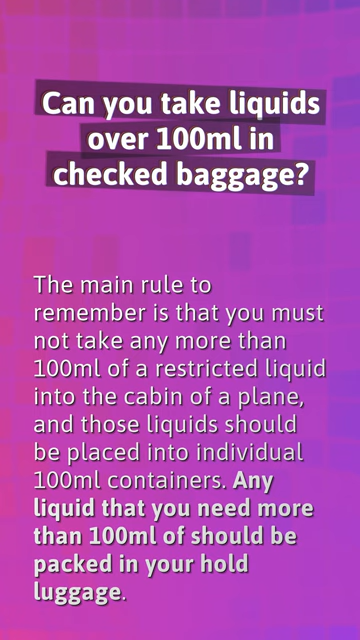 Can you take liquids
over 100ml in
checked baggage?
The main rule to
remember is that you must
not take any more than
100ml of a restricted liquid
into the cabin of a plane,
and those liquids should
be placed into individual
100ml containers. Any
liquid that you need more
than 100ml of should be
packed in your hold
luggage.